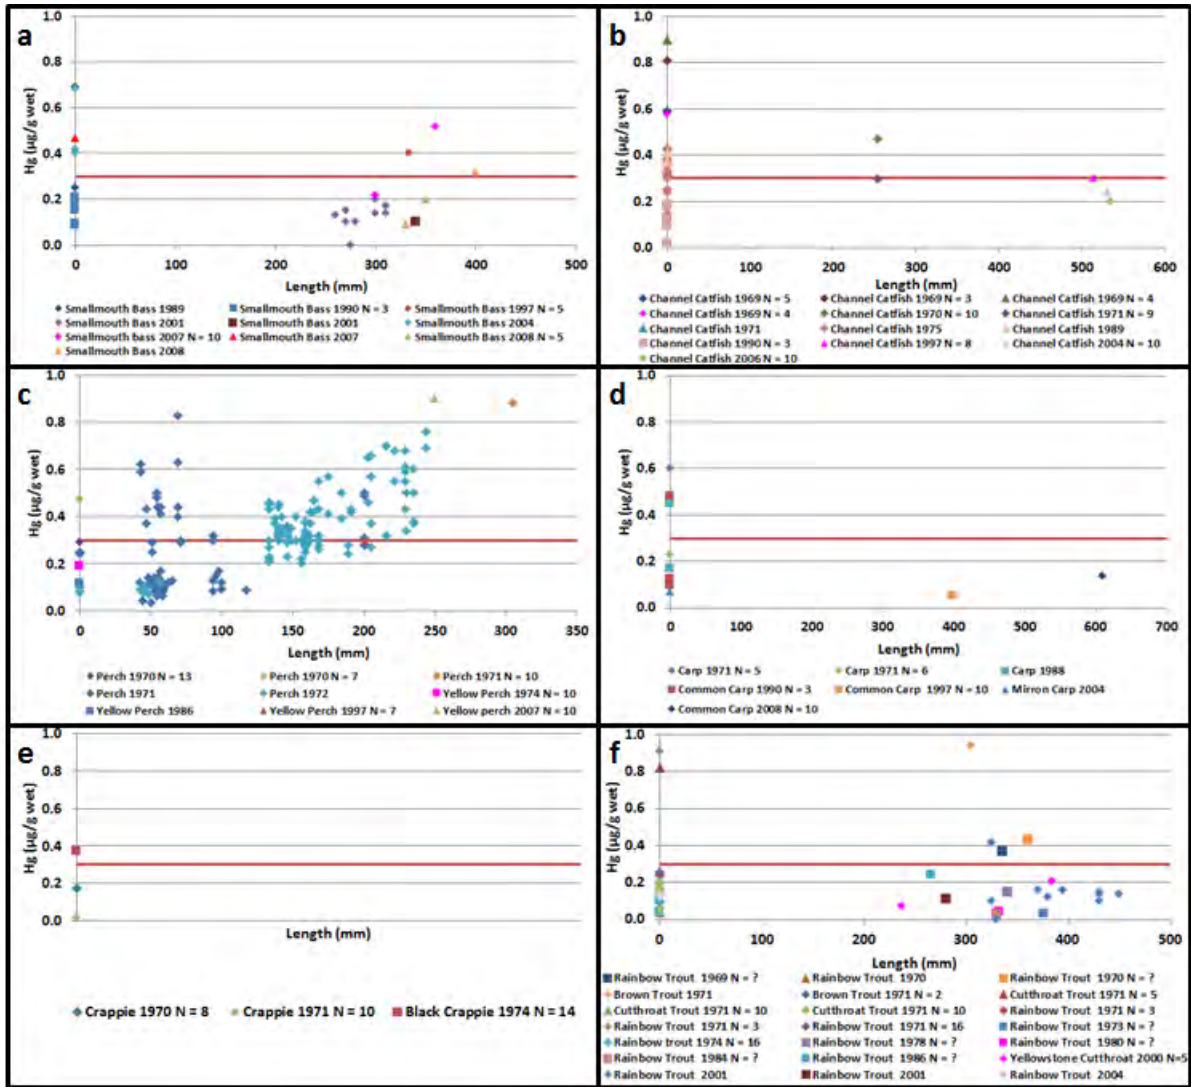 a
Hg (µg/g wet)
1.0
0.8
0.6
0.4
0.2
0.0
0 100 200 300 400 500
Length (mm)
Smallmouth Bass 1989 Smallmouth Bass 1990 N = 3 Smallmouth Bass 1997 N = 5
Smallmouth Bass 2001 Smallmouth Bass 2001 Smallmouth Bass 2004
Smallmouth bass 2007 N = 10 Smallmouth Bass 2007 Smallmouth Bass 2008 N = 5
Smallmouth Bass 2008
b
Hg (µg/g wet)
1.0
0.8
0.6
0.4
0.2
0.0
0 100 200 300 400 500 600
Length (mm)
Channel Catfish 1969 N = 5 Channel Catfish 1969 N = 3 Channel Catfish 1969 N = 4
Channel Catfish 1969 N = 4 Channel Catfish 1970 N = 10 Channel Catfish 1971 N = 9
Channel Catfish 1971 Channel Catfish 1975 Channel Catfish 1989
Channel Catfish 1990 N = 3 Channel Catfish 1997 N = 8 Channel Catfish 2004 N = 10
Channel Catfish 2006 N = 10
c
Hg (µg/g wet)
1.0
0.8
0.6
0.4
0.2
0.0
0 50 100 150 200 250 300 350
Length (mm)
Perch 1970 N = 13 Perch 1970 N = 7 Perch 1971 N = 10
Perch 1971 Perch 1972 Yellow Perch 1974 N = 10
Yellow Perch 1986 Yellow Perch 1997 N = 7 Yellow perch 2007 N = 10
d
Hg (µg/g wet)
1.0
0.8
0.6
0.4
0.2
0.0
0 100 200 300 400 500 600 700
Length (mm)
Carp 1971 N = 5 Carp 1971 N = 6 Carp 1988
Common Carp 1990 N = 3 Common Carp 1997 N = 10 Mirron Carp 2004
Common Carp 2008 N = 10
e
Hg (µg/g wet)
1.0
0.8
0.6
0.4
0.2
0.0
Length (mm)
Crappie 1970 N = 8 Crappie 1971 N = 10 Black Crappie 1974 N = 14
f
Hg (µg/g wet)
1.0
0.8
0.6
0.4
0.2
0.0
0 100 200 300 400 500
Length (mm)
Rainbow Trout 1969 N = ? Rainbow Trout 1970 Rainbow Trout 1970 N = ?
Brown Trout 1971 Brown Trout 1971 N = 2 Cutthroat Trout 1971 N = 5
Cutthroat Trout 1971 N = 10 Cutthroat Trout 1971 N = 10 Rainbow Trout 1971 N = 3
Rainbow Trout 1971 N = 3 Rainbow Trout 1971 N = 16 Rainbow Trout 1973 N = ?
Rainbow trout 1974 N = 16 Rainbow Trout 1978 N = ? Rainbow Trout 1980 N = ?
Rainbow Trout 1984 N= ? Rainbow Trout 1986 N = ? Yellowstone Cutthroat 2000 N=5
Rainbow Trout 2001 Rainbow Trout 2001 Rainbow Trout 2004